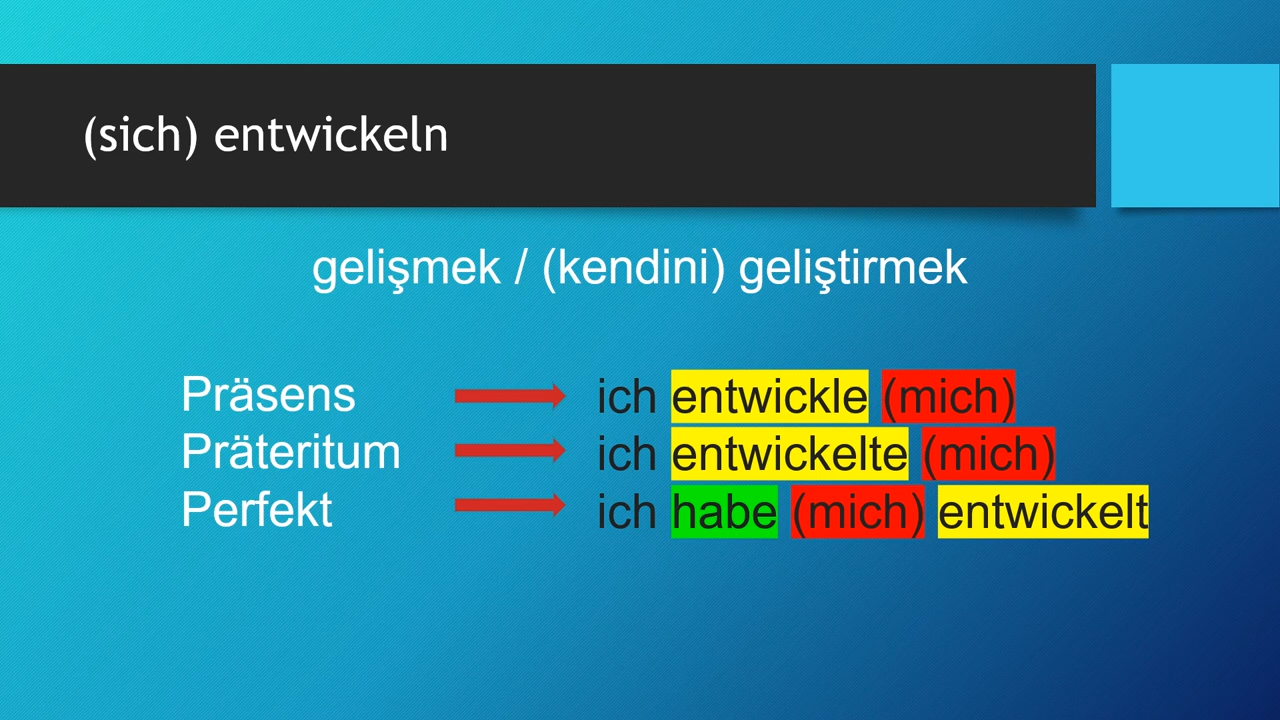 (sich) entwickeln
gelişmek / (kendini) geliştirmek
Präsens ich entwickle (mich)
Präteritum ich entwickelte (mich)
Perfekt ich habe (mich) entwickelt